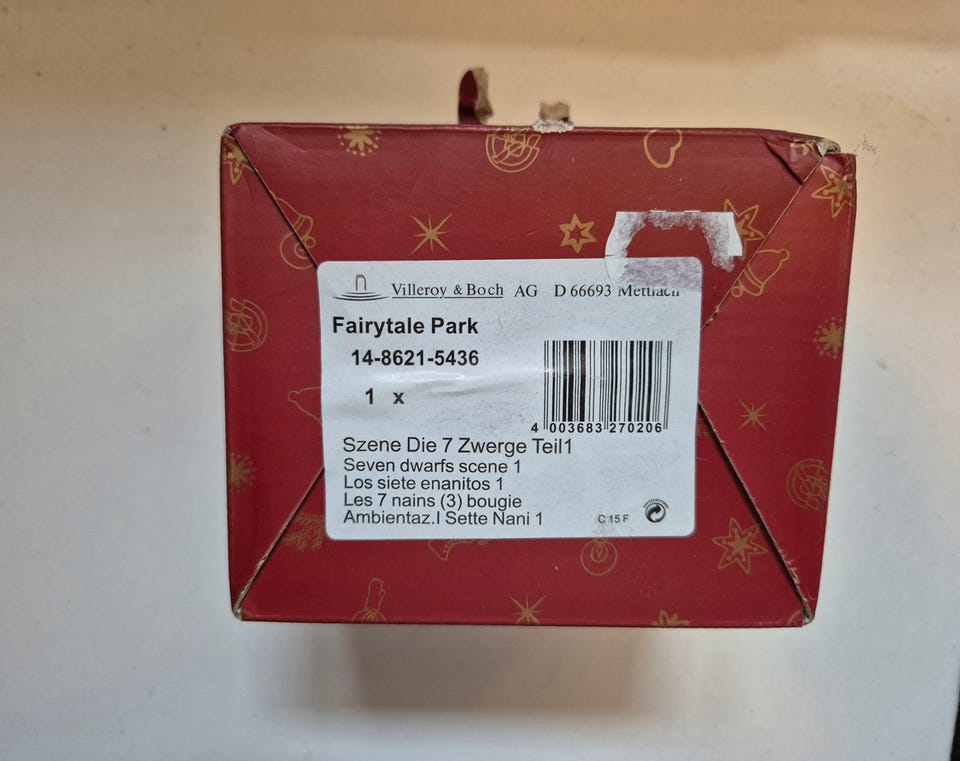 Villeroy & Boch AG D 66693 Mettlach
Fairytale Park
14-8621-5436
1 x
4 003683 270206
Szene Die 7 Zwerge Teil1
Seven dwarfs scene 1
Los siete enanitos 1
Les 7 nains (3) bougie
Ambientaz.I Sette Nani 1
C 15 F